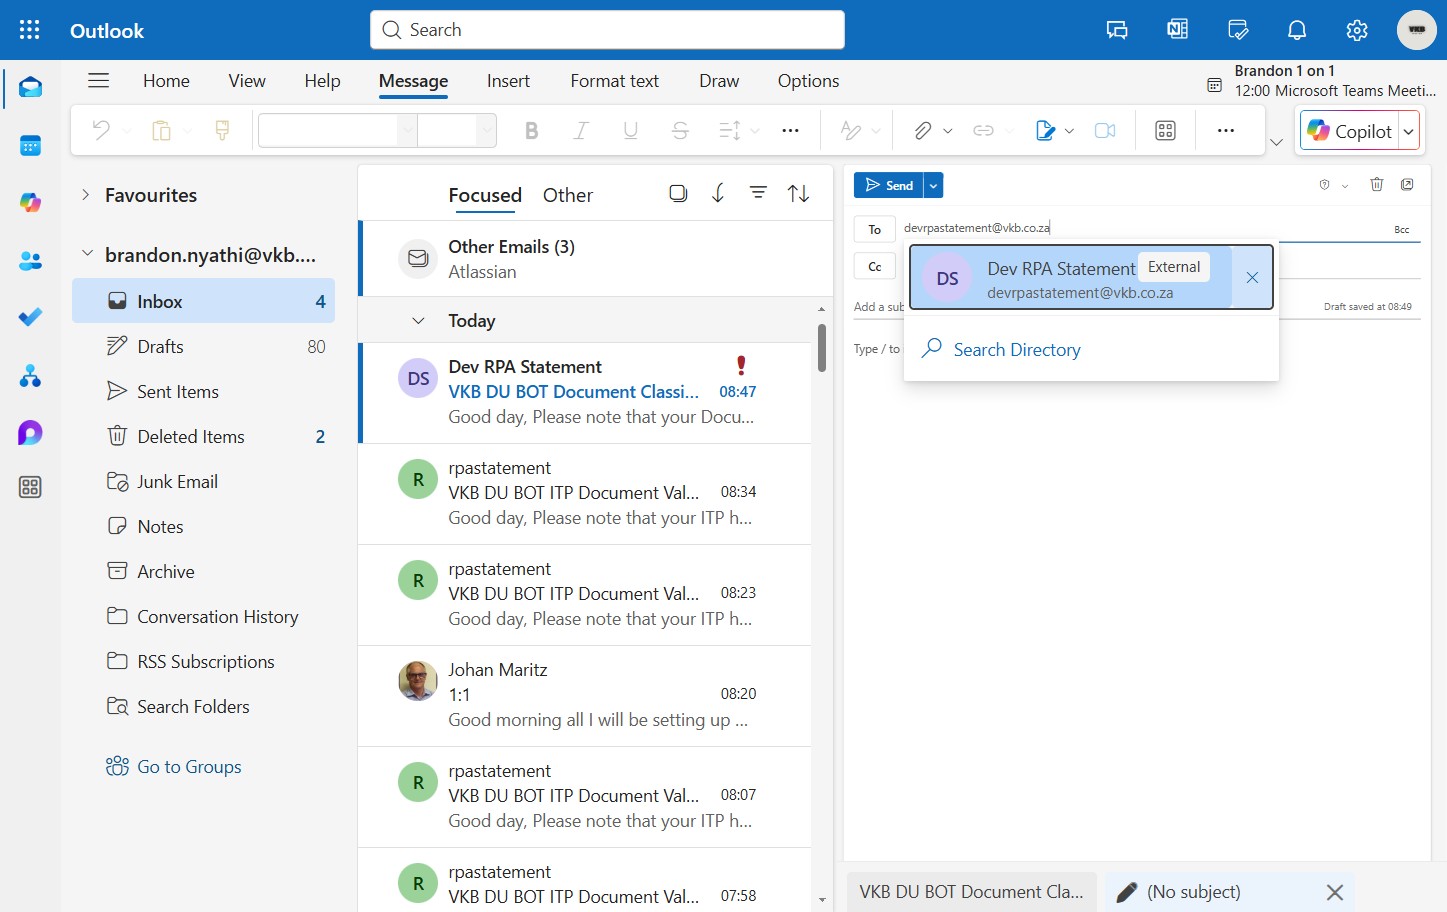 Outlook
Search
Home
View
Help
Message
Insert
Format text
Draw
Options
Brandon 1 on 1
12:00 Microsoft Teams Meeti...
Copilot
Favourites
brandon.nyathi@vkb....
Inbox 4
Drafts 80
Sent Items
Deleted Items 2
Junk Email
Notes
Archive
Conversation History
RSS Subscriptions
Search Folders
Go to Groups
Focused Other
Other Emails (3)
Atlassian
Today
DS
Dev RPA Statement
VKB DU BOT Document Classi... 08:47
Good day, Please note that your Docu...
R
rpastatement
VKB DU BOT ITP Document Val... 08:34
Good day, Please note that your ITP h...
R
rpastatement
VKB DU BOT ITP Document Val... 08:23
Good day, Please note that your ITP h...
Johan Maritz
1:1 08:20
Good morning all I will be setting up ...
R
rpastatement
VKB DU BOT ITP Document Val... 08:07
Good day, Please note that your ITP h...
R
rpastatement
VKB DU BOT ITP Document Val... 07:58
Send
To devrpastatement@vkb.co.za Bcc
Cc
DS
Dev RPA Statement External
devrpastatement@vkb.co.za
Search Directory
Add a sub
Draft saved at 08:49
Type / to
VKB DU BOT Document Cla...
(No subject)